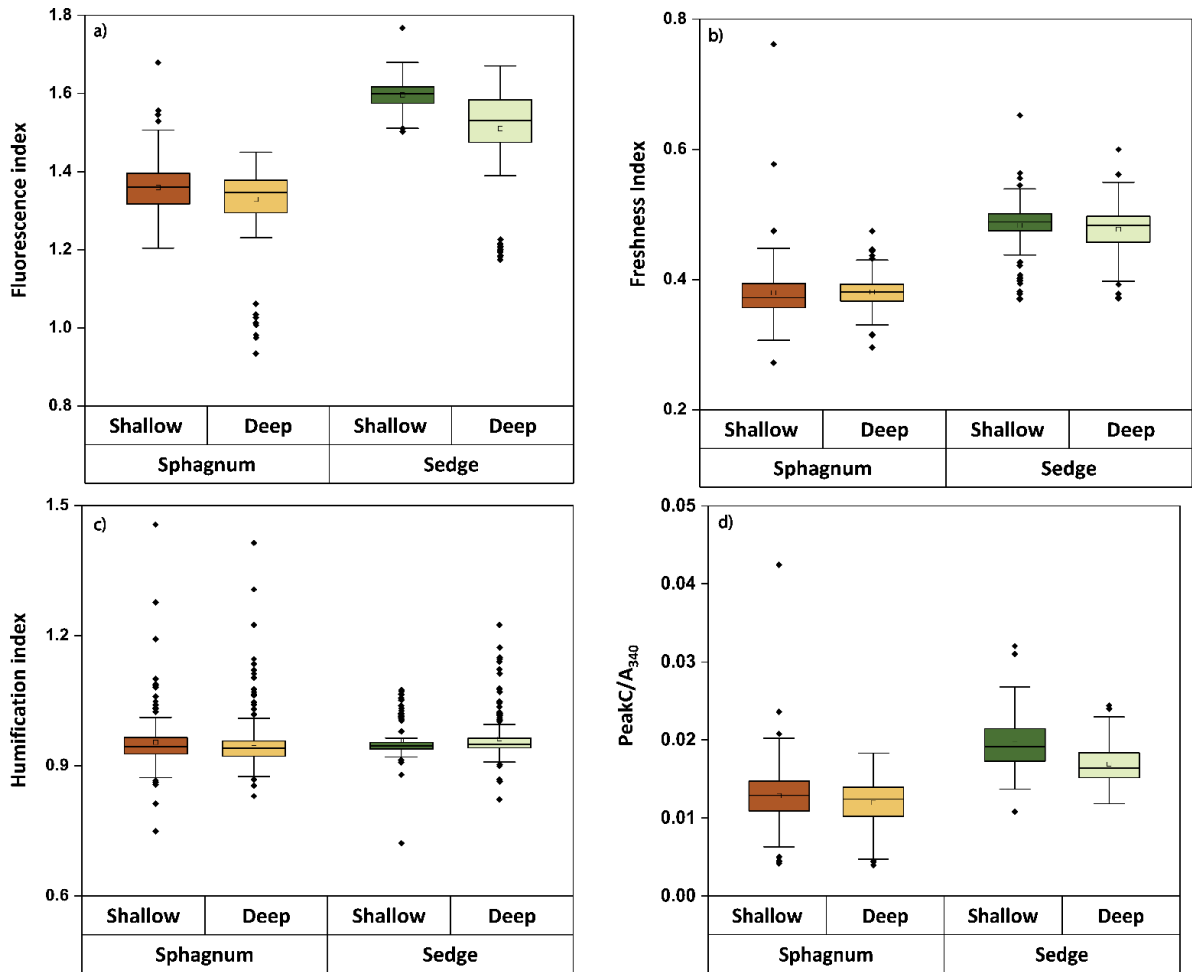 a)
Fluorescence index
1.8
1.6
1.4
1.2
1.0
0.8
Shallow Deep Shallow Deep
Sphagnum Sedge
b)
Freshness Index
0.8
0.6
0.4
0.2
Shallow Deep Shallow Deep
Sphagnum Sedge
c)
Humification index
1.5
1.2
0.9
0.6
Shallow Deep Shallow Deep
Sphagnum Sedge
d)
PeakC/A₃₄₀
0.05
0.04
0.03
0.02
0.01
0.00
Shallow Deep Shallow Deep
Sphagnum Sedge